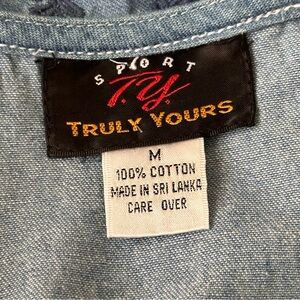 SPORT
T.Y.
TRULY YOURS
M
100% COTTON
MADE IN SRI LANKA
CARE OVER